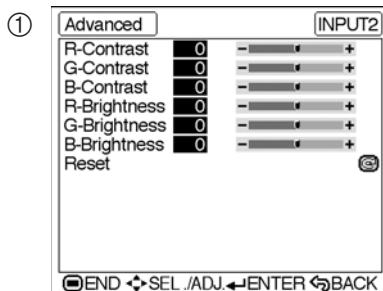 ① Advanced INPUT2
R-Contrast 0 - +
G-Contrast 0 - +
B-Contrast 0 - +
R-Brightness 0 - +
G-Brightness 0 - +
B-Brightness 0 - +
Reset
END SEL./ADJ. ENTER BACK